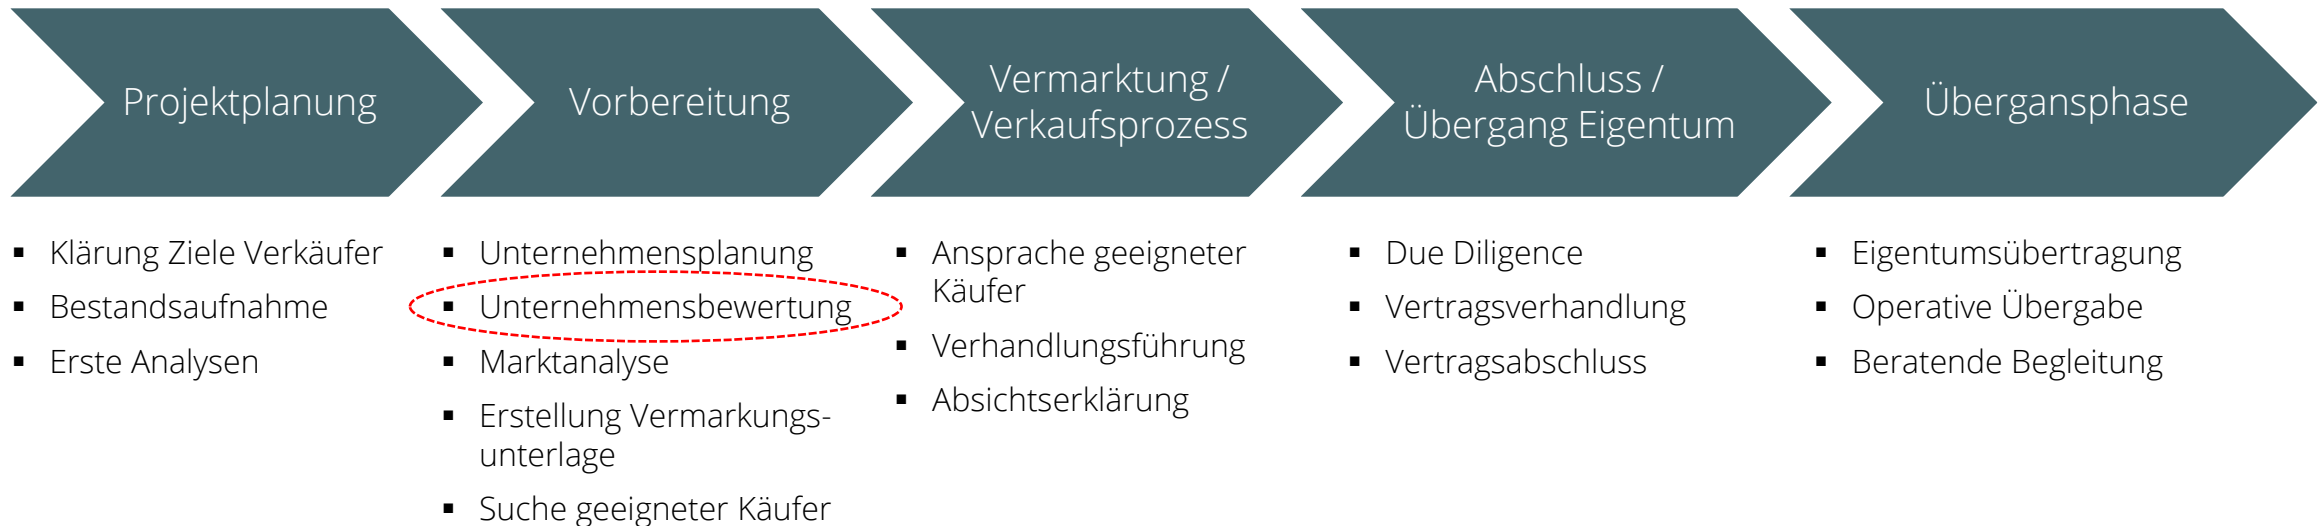 Projektplanung
Vorbereitung
Vermarktung /
Verkaufsprozess
Abschluss /
Übergang Eigentum
Übergansphase
▪ Klärung Ziele Verkäufer
▪ Bestandsaufnahme
▪ Erste Analysen
▪ Unternehmensplanung
▪ Unternehmensbewertung
▪ Marktanalyse
▪ Erstellung Vermarkungs-
unterlage
▪ Suche geeigneter Käufer
▪ Ansprache geeigneter
Käufer
▪ Verhandlungsführung
▪ Absichtserklärung
▪ Due Diligence
▪ Vertragsverhandlung
▪ Vertragsabschluss
▪ Eigentumsübertragung
▪ Operative Übergabe
▪ Beratende Begleitung